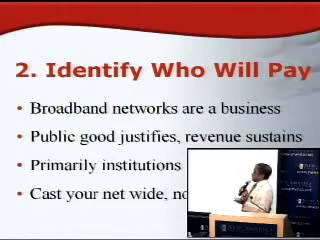 2. Identify Who Will Pay
• Broadband networks are a business
• Public good justifies, revenue sustains
• Primarily institutions
• Cast your net wide,